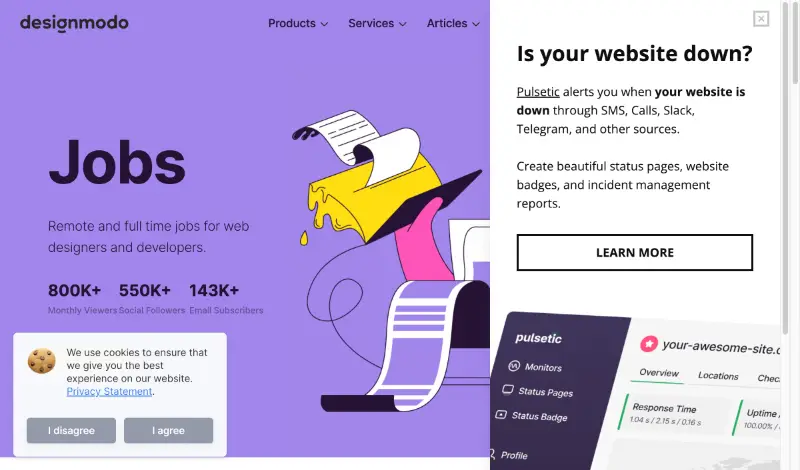 designmodo
Products
Services
Articles
Jobs
Remote and full time jobs for web
designers and developers.
800K+
550K+
143K+
Monthly Viewers
Social Followers
Email Subscribers
We use cookies to ensure that
we give you the best
experience on our website.
Privacy Statement.
I disagree
I agree
Is your website down?
Pulsetic alerts you when your website is
down through SMS, Calls, Slack,
Telegram, and other sources.
Create beautiful status pages, website
badges, and incident management
reports.
LEARN MORE
pulsetic
Monitors
Status Pages
Status Badge
Profile
your-awesome-site.c
Overview
Locations
Response Time
1.04 s / 2.15 s / 0.16 s
Uptime
100.00% /